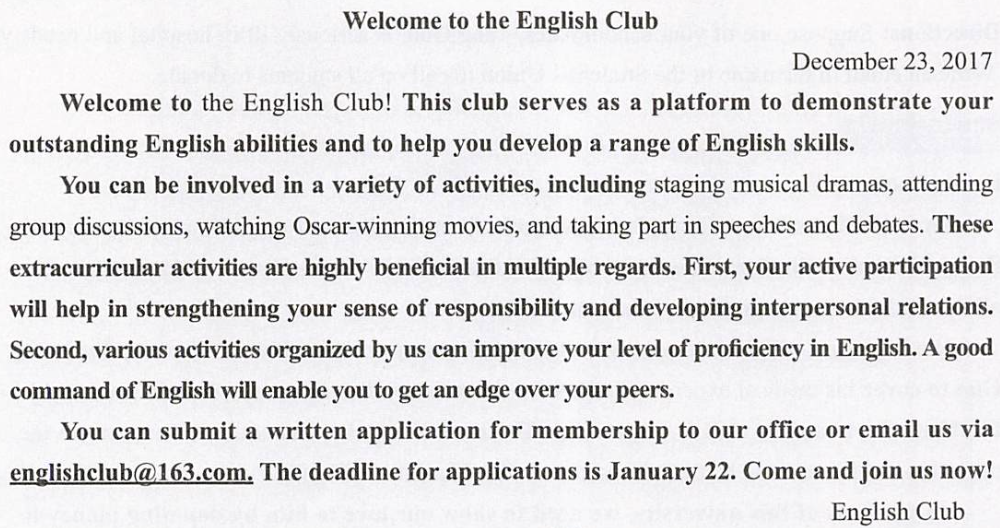 Welcome to the English Club
December 23, 2017
Welcome to the English Club! This club serves as a platform to demonstrate your
outstanding English abilities and to help you develop a range of English skills.
You can be involved in a variety of activities, including staging musical dramas, attending
group discussions, watching Oscar-winning movies, and taking part in speeches and debates. These
extracurricular activities are highly beneficial in multiple regards. First, your active participation
will help in strengthening your sense of responsibility and developing interpersonal relations.
Second, various activities organized by us can improve your level of proficiency in English. A good
command of English will enable you to get an edge over your peers.
You can submit a written application for membership to our office or email us via
englishclub@163.com. The deadline for applications is January 22. Come and join us now!
English Club